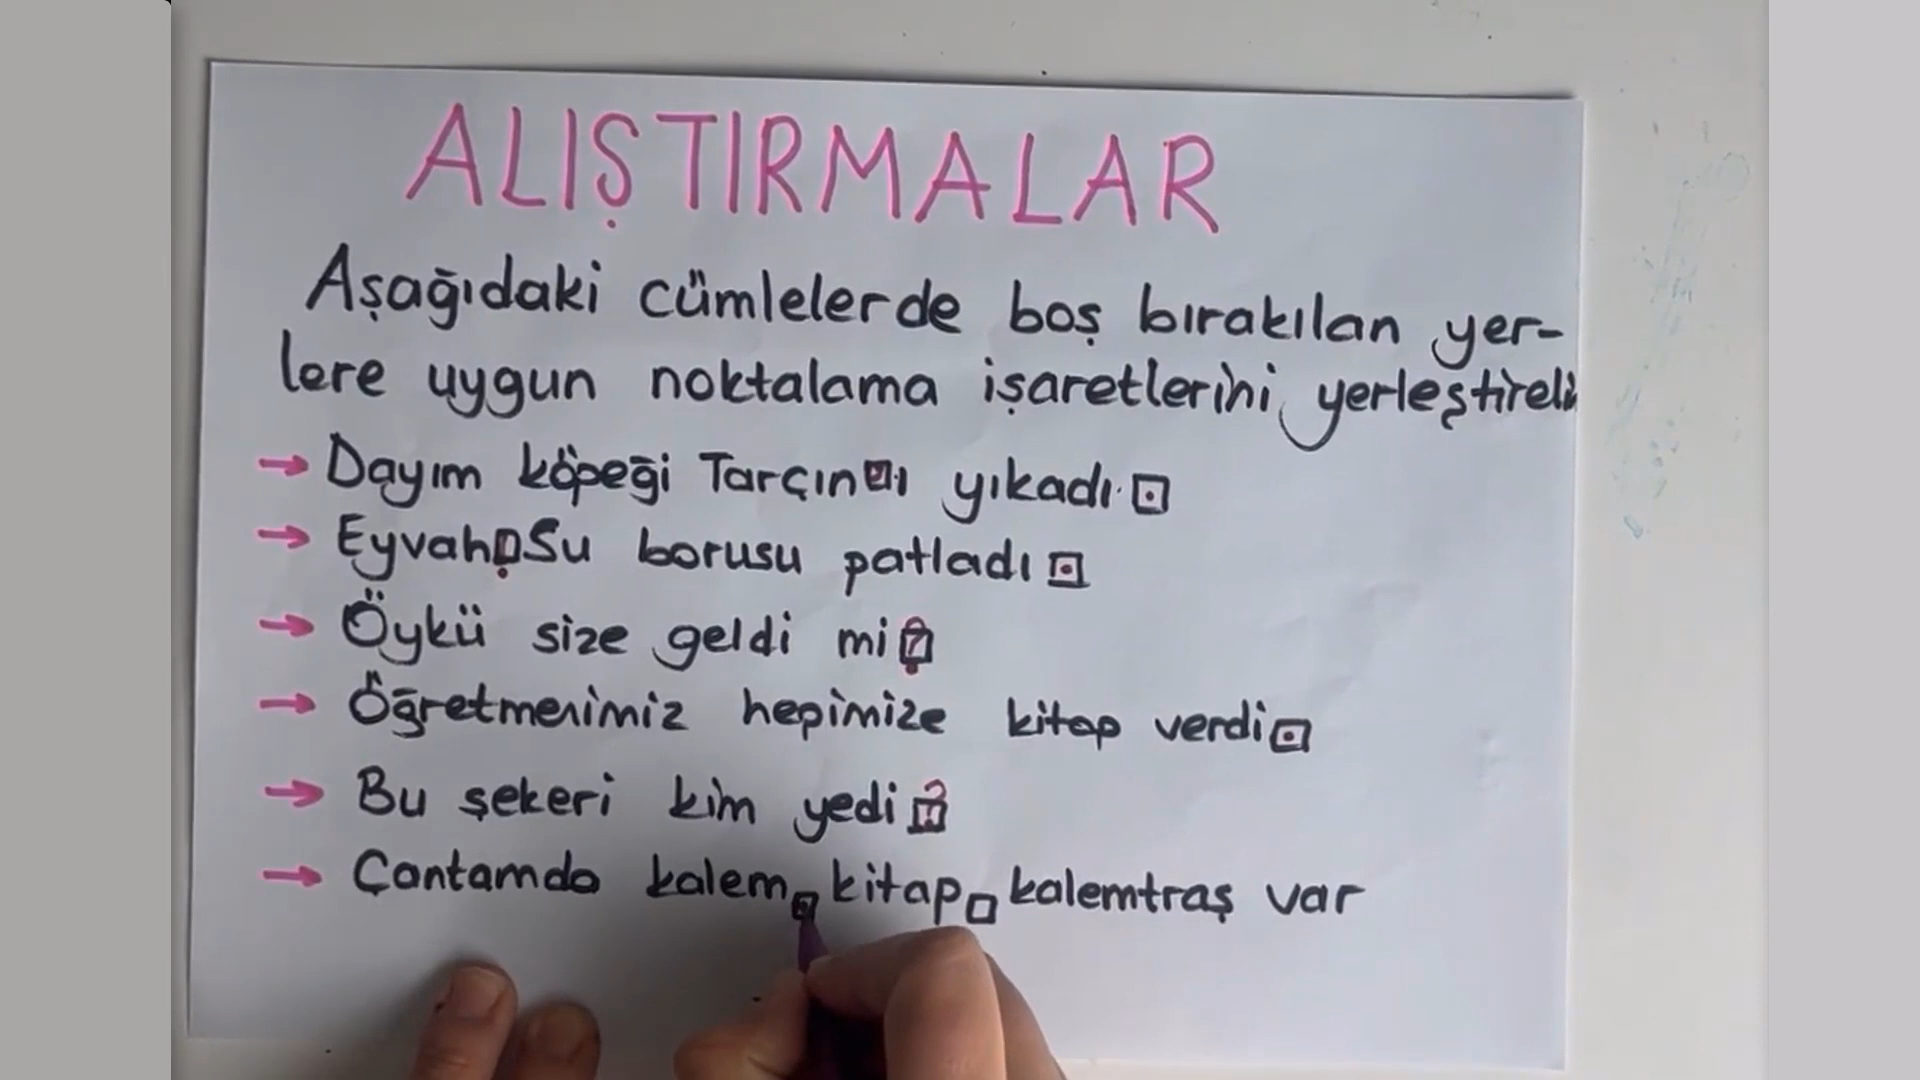 ALIŞTIRMALAR
Aşağıdaki cümlelerde boş bırakılan yer-
lere uygun noktalama işaretlerini yerleştireli
→ Dayım köpeği Tarçın'ı yıkadı.
→ Eyvah! Su borusu patladı.
→ Öykü size geldi mi?
→ Öğretmenimiz hepimize kitap verdi.
→ Bu şekeri kim yedi?
→ Çantamda kalem, kitap□ kalemtraş var